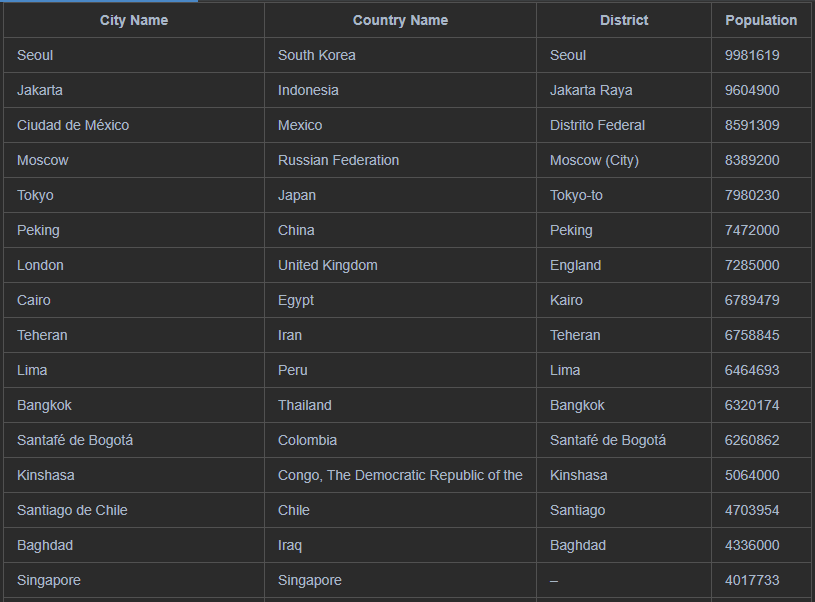 City Name Country Name District Population
Seoul South Korea Seoul 9981619
Jakarta Indonesia Jakarta Raya 9604900
Ciudad de México Mexico Distrito Federal 8591309
Moscow Russian Federation Moscow (City) 8389200
Tokyo Japan Tokyo-to 7980230
Peking China Peking 7472000
London United Kingdom England 7285000
Cairo Egypt Kairo 6789479
Teheran Iran Teheran 6758845
Lima Peru Lima 6464693
Bangkok Thailand Bangkok 6320174
Santafé de Bogotá Colombia Santafé de Bogotá 6260862
Kinshasa Congo, The Democratic Republic of the Kinshasa 5064000
Santiago de Chile Chile Santiago 4703954
Baghdad Iraq Baghdad 4336000
Singapore Singapore – 4017733